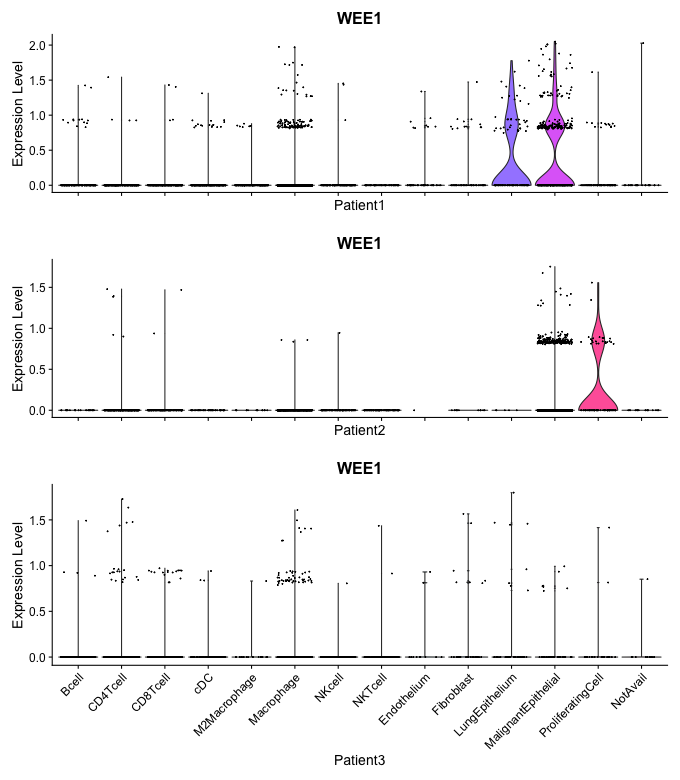 WEE1
Expression Level
2.0
1.5
1.0
0.5
0.0
Patient1
WEE1
Expression Level
1.5
1.0
0.5
0.0
Patient2
WEE1
Expression Level
1.5
1.0
0.5
0.0
Bcell
CD4Tcell
CD8Tcell
cDC
M2Macrophage
Macrophage
NKcell
NKTcell
Endothelium
Fibroblast
LungEpithelium
MalignantEpithelial
ProliferatingCell
NotAvail
Patient3